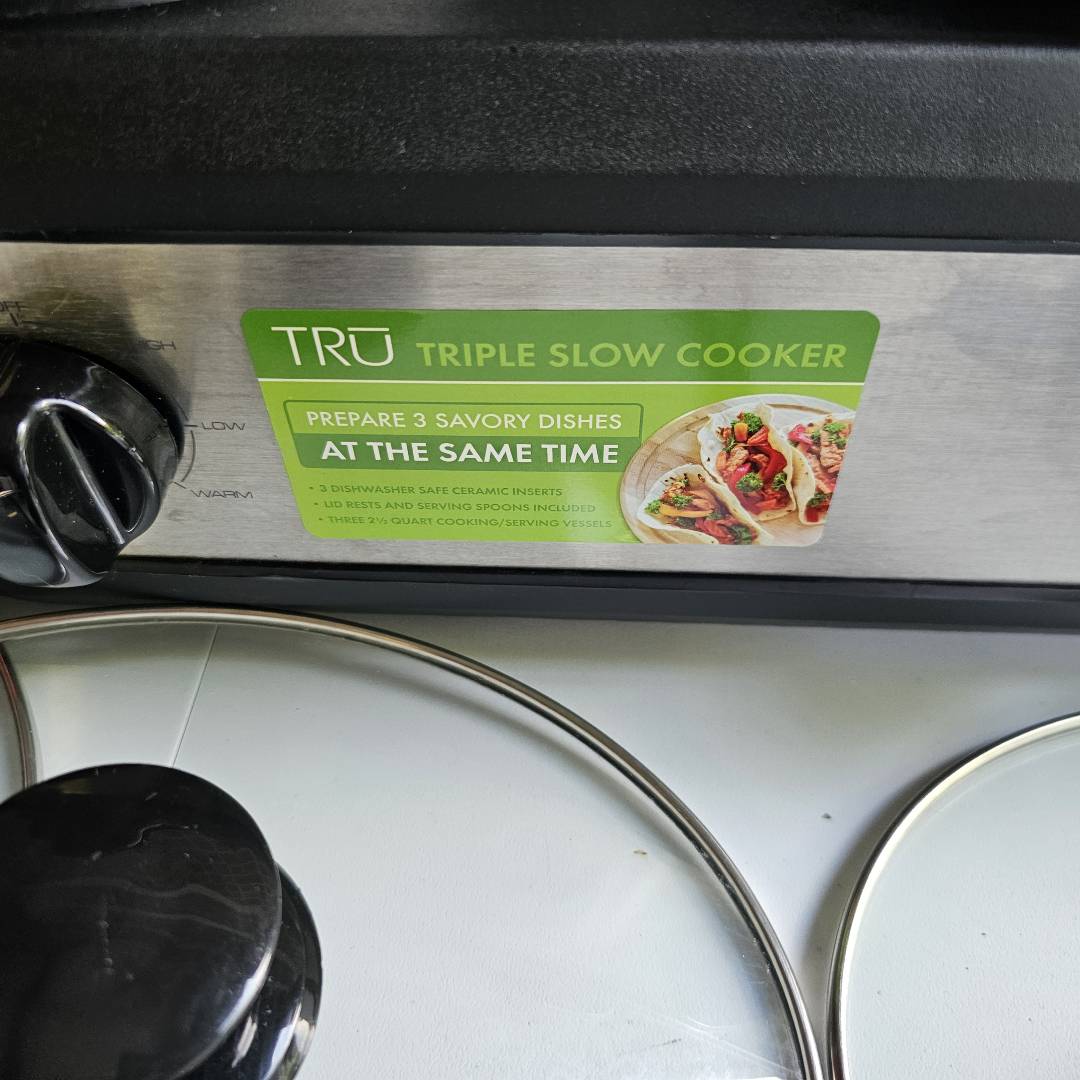 TRŪ TRIPLE SLOW COOKER
PREPARE 3 SAVORY DISHES
AT THE SAME TIME
• 3 DISHWASHER SAFE CERAMIC INSERTS
• LID RESTS AND SERVING SPOONS INCLUDED
• THREE 2½ QUART COOKING/SERVING VESSELS
LOW
WARM